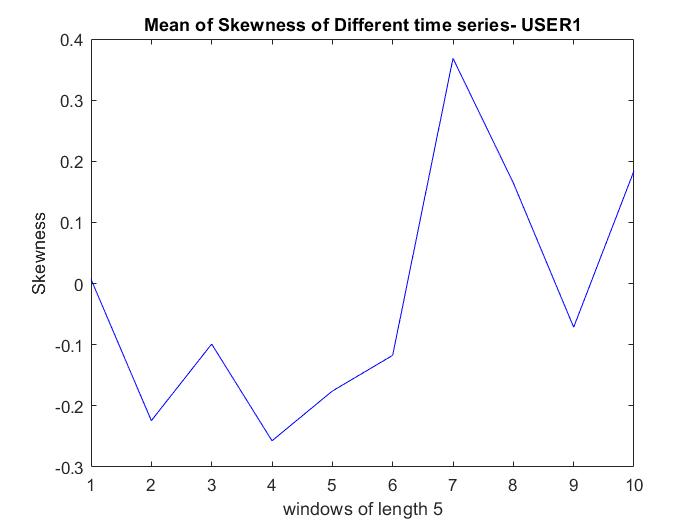 Mean of Skewness of Different time series- USER1
0.4
0.3
0.2
0.1
0
-0.1
-0.2
-0.3
Skewness
1 2 3 4 5 6 7 8 9 10
windows of length 5